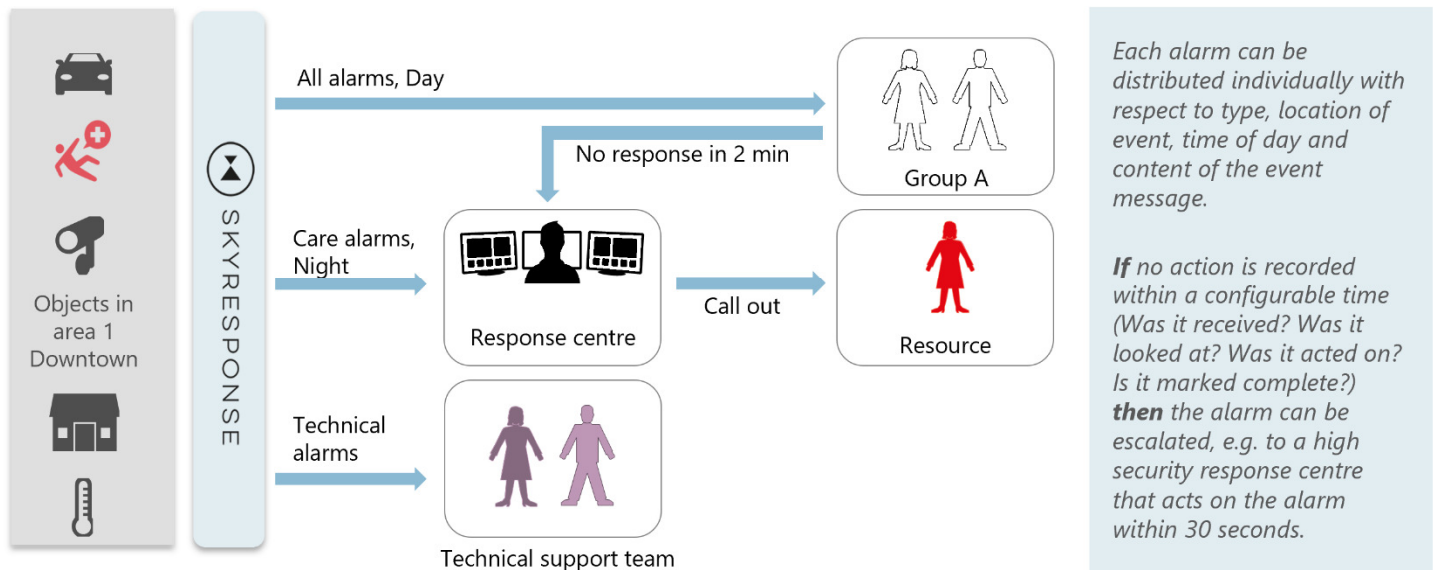 Objects in
area 1
Downtown
SKYRESPONSE
All alarms, Day
No response in 2 min
Group A
Care alarms,
Night
Response centre
Call out
Resource
Technical
alarms
Technical support team
Each alarm can be
distributed individually with
respect to type, location of
event, time of day and
content of the event
message.
If no action is recorded
within a configurable time
(Was it received? Was it
looked at? Was it acted on?
Is it marked complete?)
then the alarm can be
escalated, e.g. to a high
security response centre
that acts on the alarm
within 30 seconds.